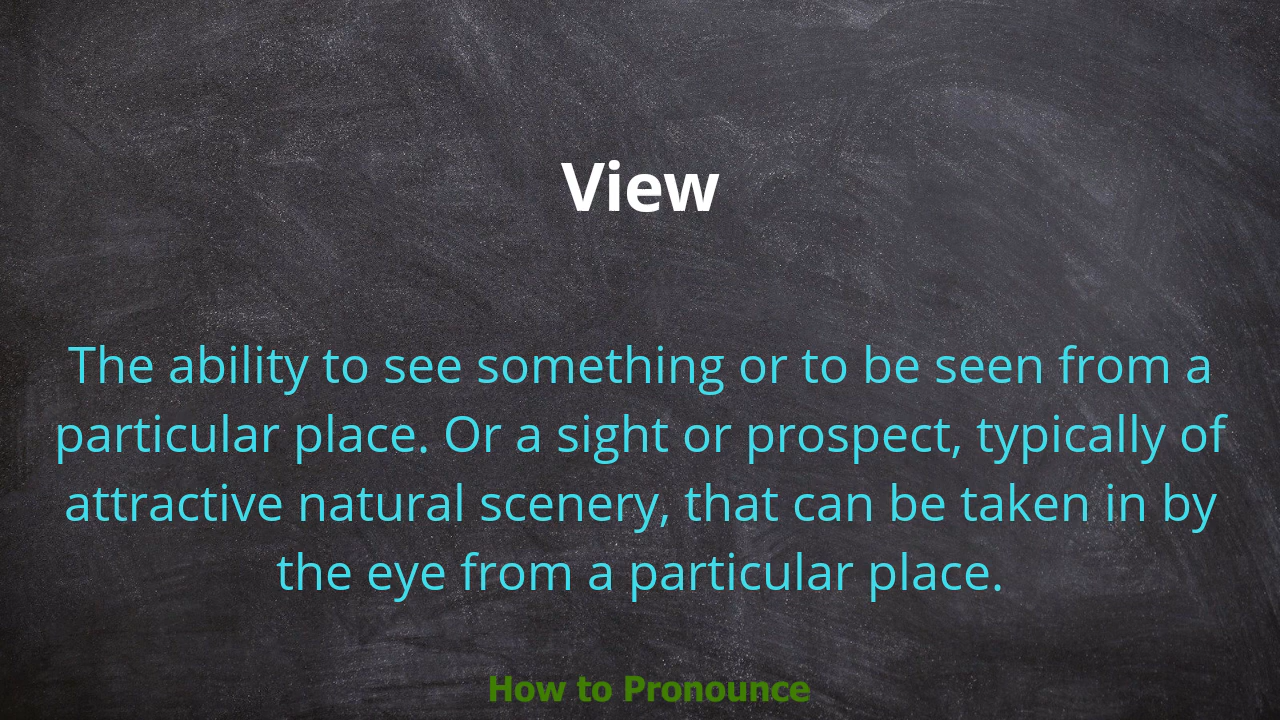 View
The ability to see something or to be seen from a
particular place. Or a sight or prospect, typically of
attractive natural scenery, that can be taken in by
the eye from a particular place.
How to Pronounce